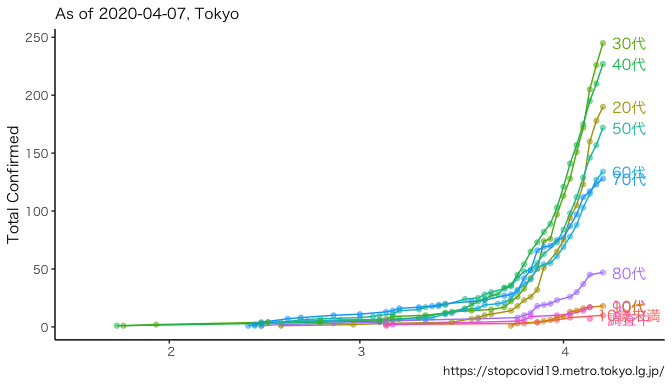 As of 2020-04-07, Tokyo
Total Confirmed
250
200
150
100
50
0
30代
40代
20代
50代
60代
70代
80代
10代
2
3
4
https://stopcovid19.metro.tokyo.lg.jp/